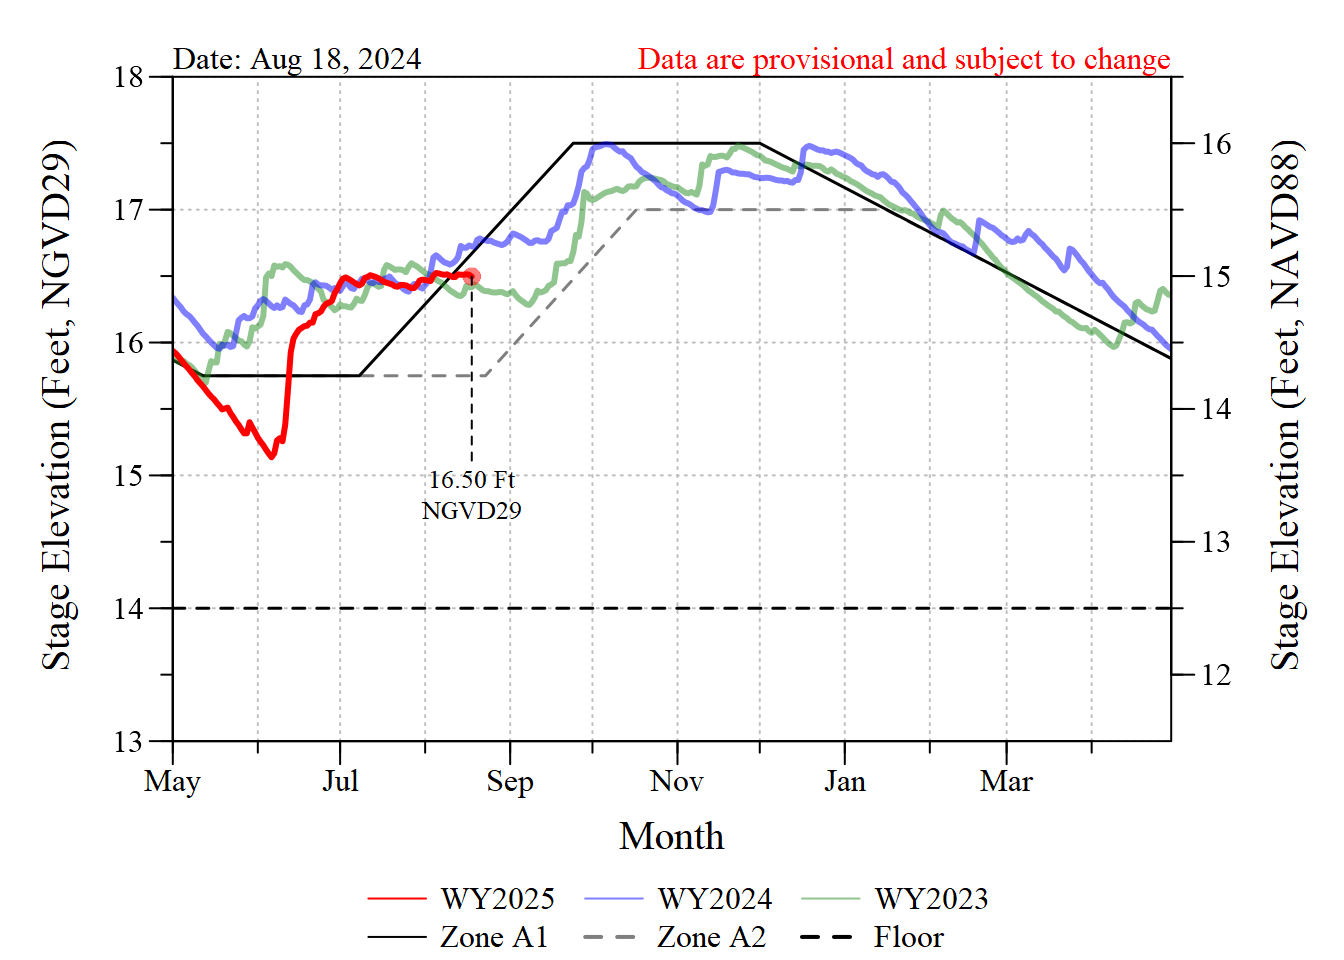 Date: Aug 18, 2024
Data are provisional and subject to change
Stage Elevation (Feet, NGVD29)
18
17
16
15
14
13
16.50 Ft
NGVD29
16
15
14
13
12
Stage Elevation (Feet, NAVD88)
May Jul Sep Nov Jan Mar
Month
WY2025 WY2024 WY2023
Zone A1 Zone A2 Floor